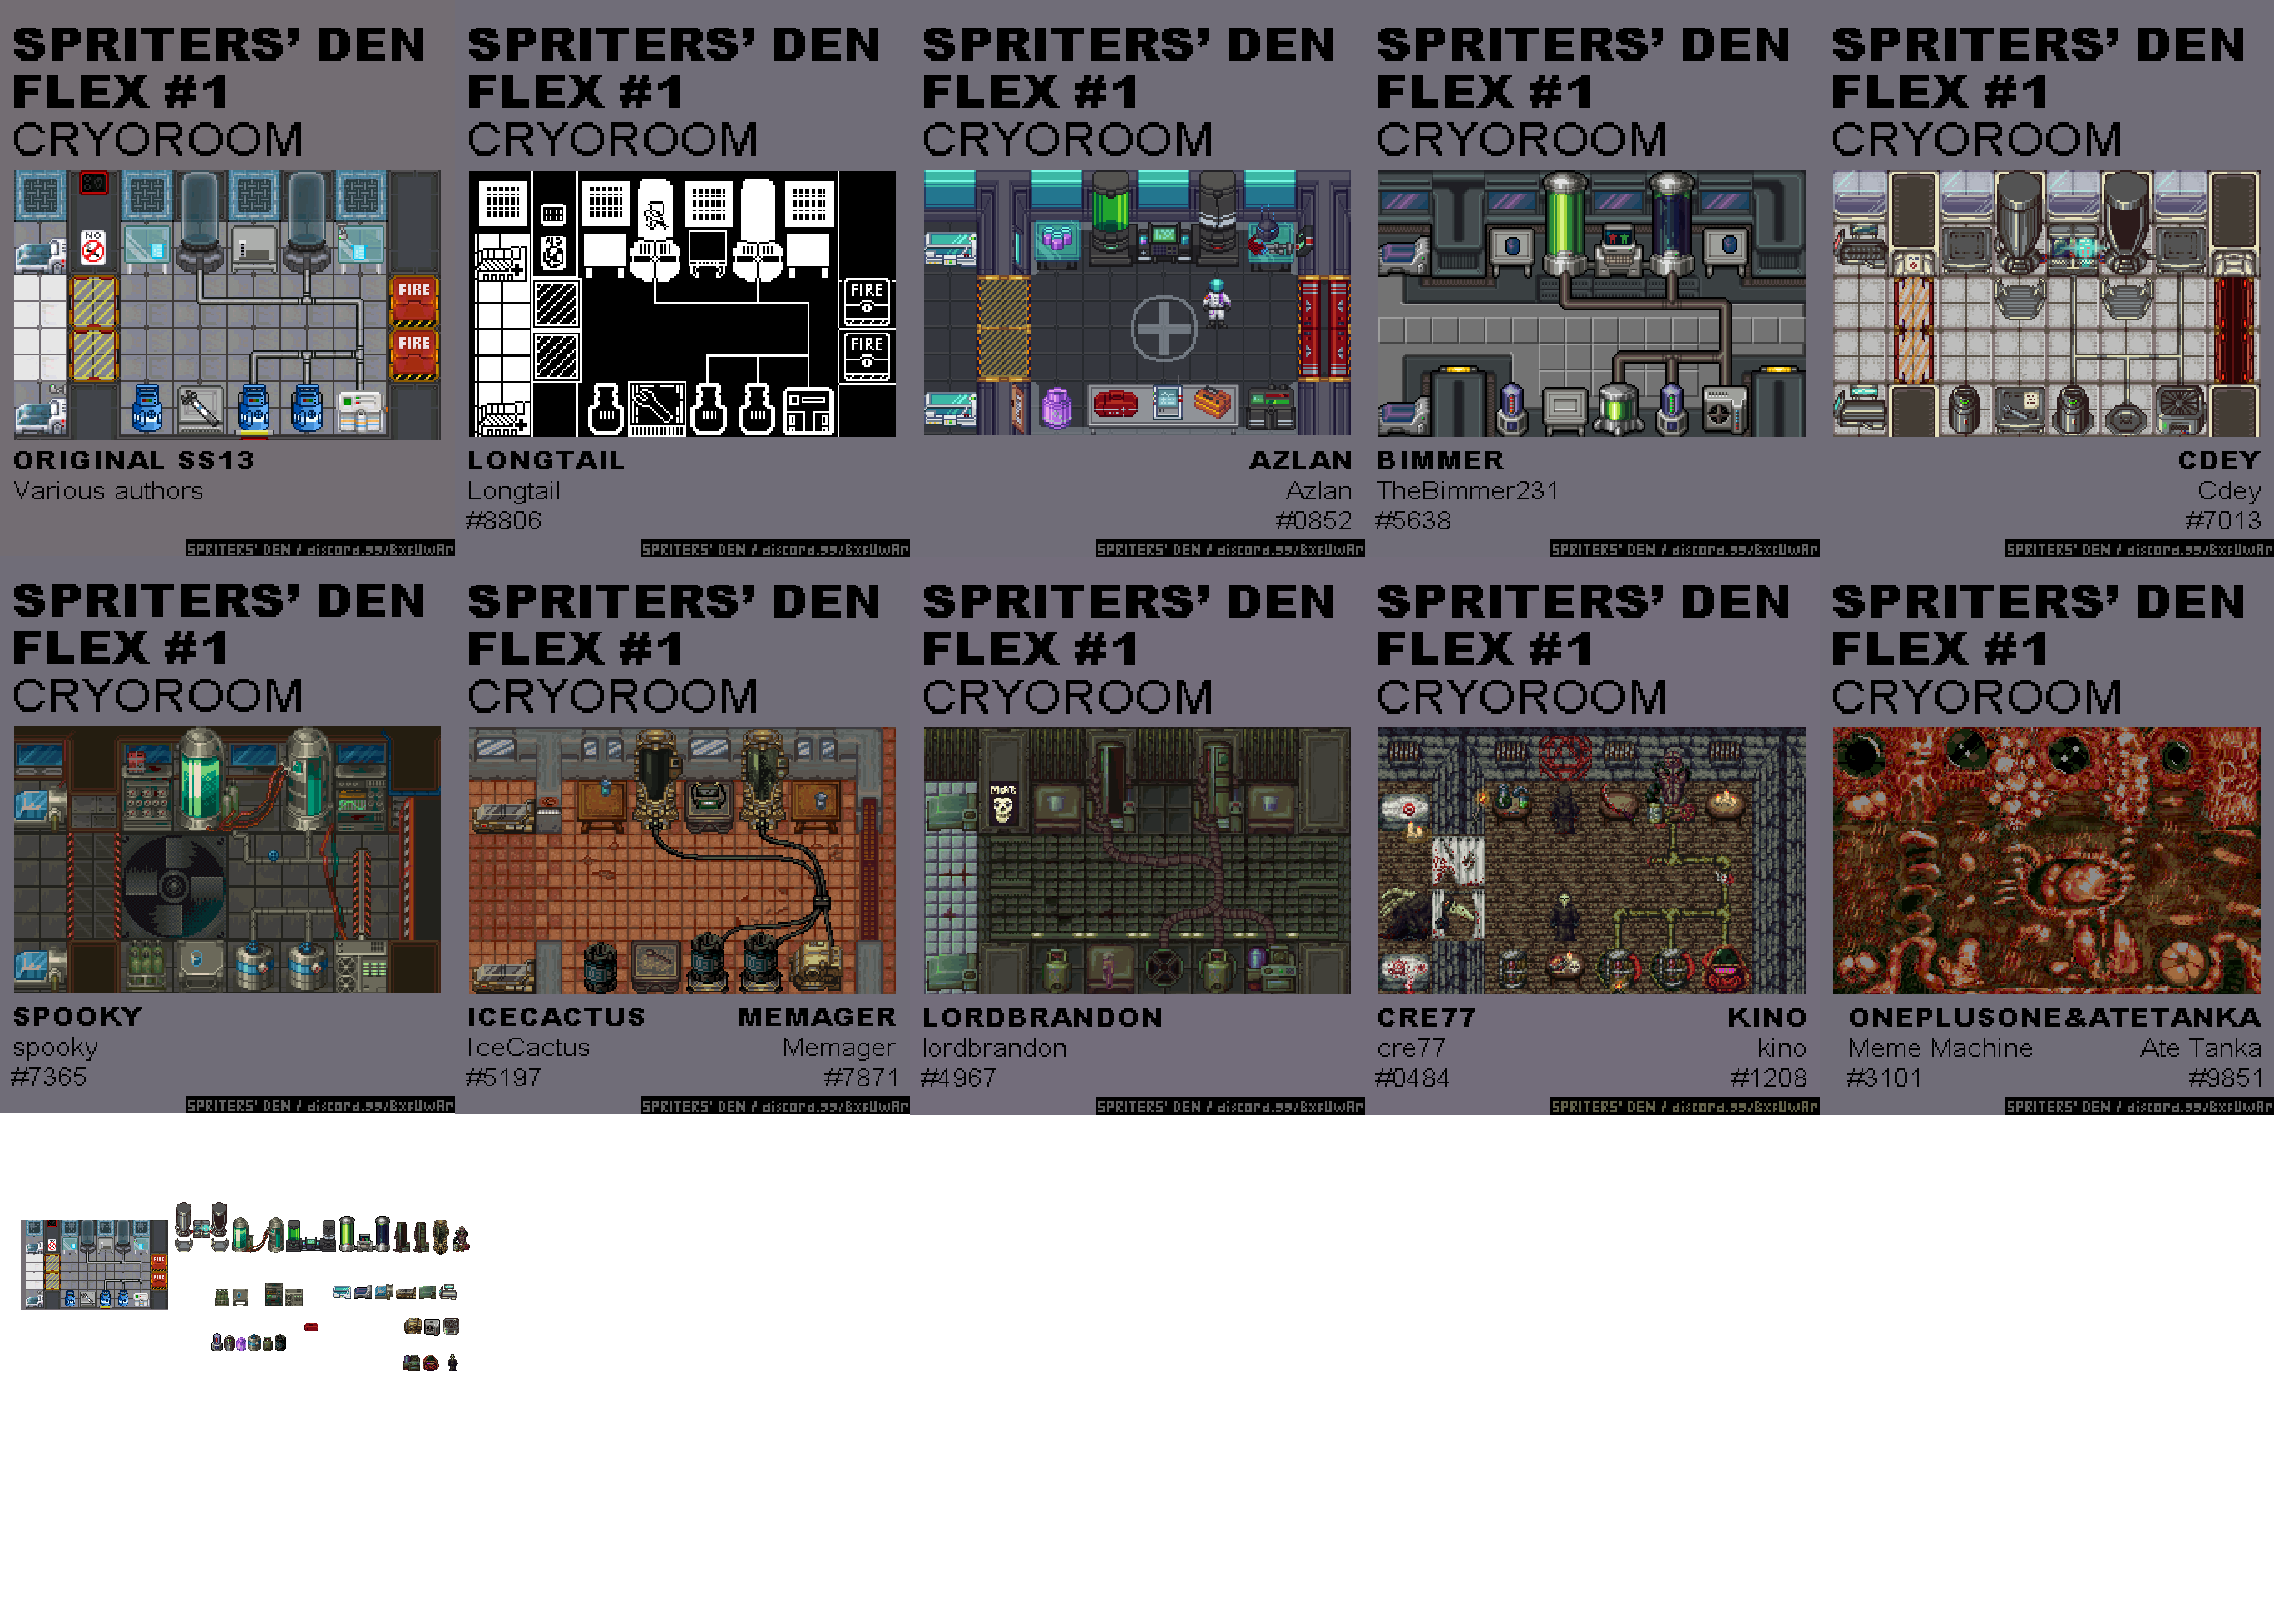 SPRITERS' DEN
FLEX #1
CRYOROOM
NO
FIRE
FIRE
ORIGINAL SS13
Various authors
SPRITERS' DEN / discord.gg/BxfUwAr
SPRITERS' DEN
FLEX #1
CRYOROOM
FIRE
FIRE
LONGTAIL
Longtail
#8806
SPRITERS' DEN / discord.gg/BxfUwAr
SPRITERS' DEN
FLEX #1
CRYOROOM
AZLAN
Azlan
#0852
SPRITERS' DEN / discord.gg/BxfUwAr
SPRITERS' DEN
FLEX #1
CRYOROOM
BIMMER
TheBimmer231
#5638
SPRITERS' DEN / discord.gg/BxfUwAr
SPRITERS' DEN
FLEX #1
CRYOROOM
CDEY
Cdey
#7013
SPRITERS' DEN / discord.gg/BxfUwAr
SPRITERS' DEN
FLEX #1
CRYOROOM
SPOOKY
spooky
#7365
SPRITERS' DEN / discord.gg/BxfUwAr
SPRITERS' DEN
FLEX #1
CRYOROOM
ICECACTUS MEMAGER
IceCactus Memager
#5197 #7871
SPRITERS' DEN / discord.gg/BxfUwAr
SPRITERS' DEN
FLEX #1
CRYOROOM
LORDBRANDON
lordbrandon
#4967
SPRITERS' DEN / discord.gg/BxfUwAr
SPRITERS' DEN
FLEX #1
CRYOROOM
CRE77 KINO
cre77 kino
#0484 #1208
SPRITERS' DEN / discord.gg/BxfUwAr
SPRITERS' DEN
FLEX #1
CRYOROOM
ONEPLUSONE&ATETANKA
Meme Machine Ate Tanka
#3101 #9851
SPRITERS' DEN / discord.gg/BxfUwAr
FIRE
FIRE